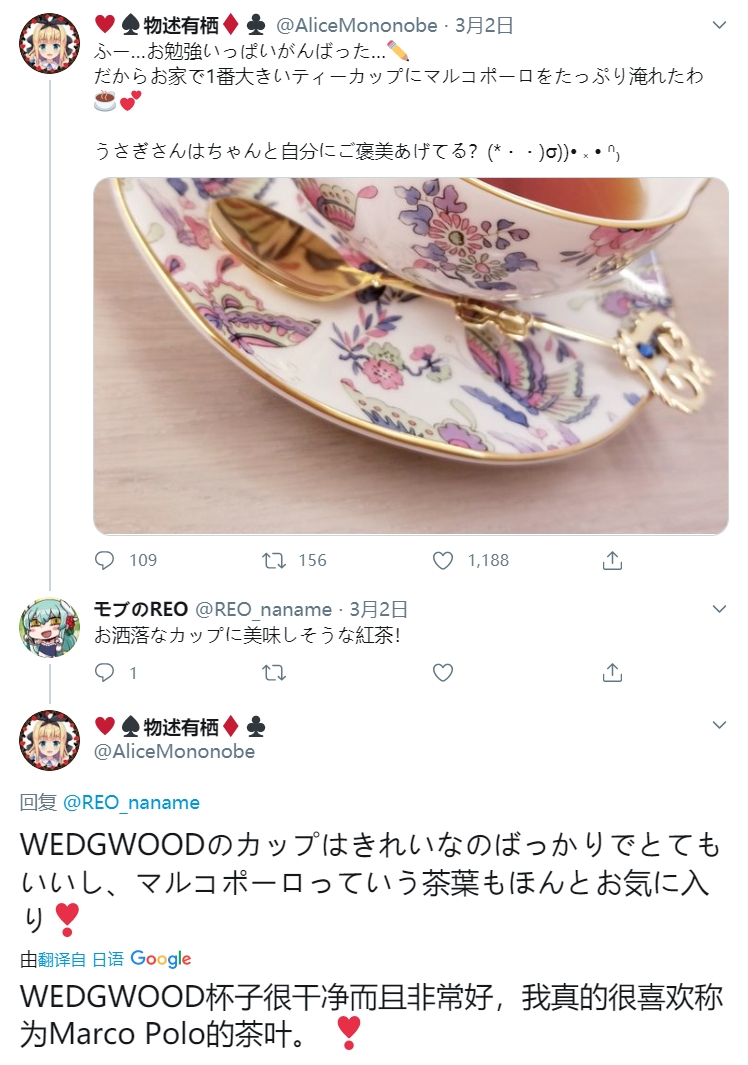 ♥♠物述有栖♦♣ @AliceMononobe · 3月2日
ふー…お勉強いっぱいがんばった…✏️
だからお家で1番大きいティーカップにマルコポーロをたっぷり淹れたわ
☕💕
うさぎさんはちゃんと自分にご褒美あげてる？(*・・)σ))• ₓ • ᐢ₎
109 156 1,188
モブのREO @REO_naname · 3月2日
お洒落なカップに美味しそうな紅茶！
1
♥♠物述有栖♦♣
@AliceMononobe
回复 @REO_naname
WEDGWOODのカップはきれいなのばっかりでとても
いいし、マルコポーロっていう茶葉もほんとお気に入
り❣
由翻译自 日语 Google
WEDGWOOD杯子很干净而且非常好，我真的很喜欢称
为Marco Polo的茶叶。 ❣